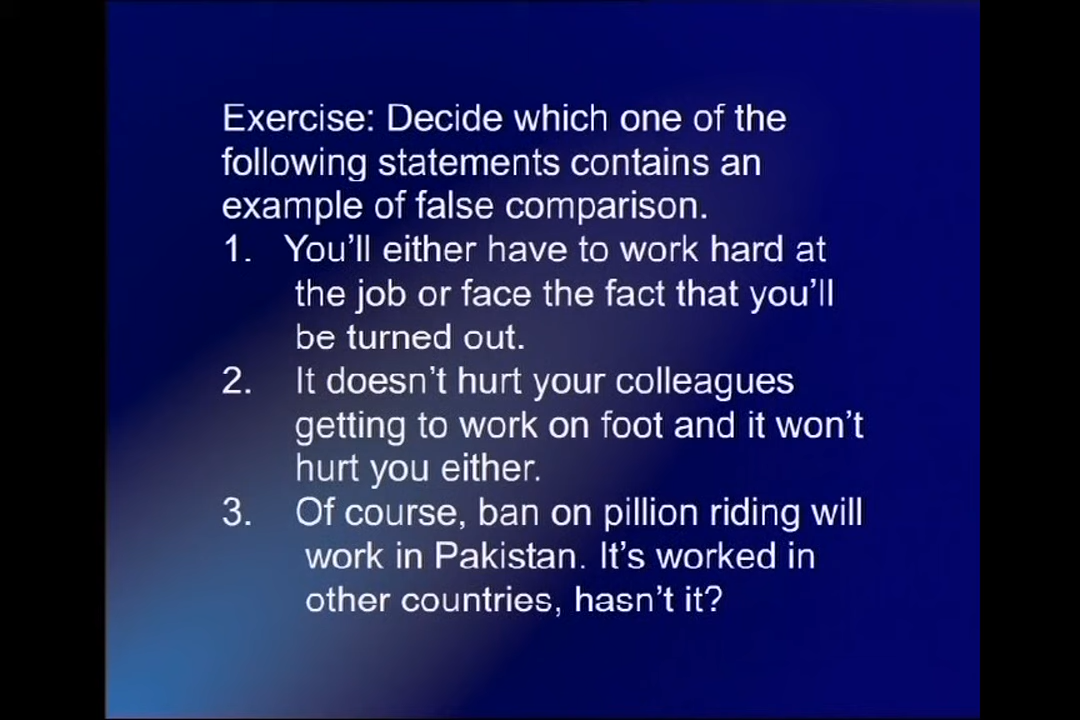 Exercise: Decide which one of the
following statements contains an
example of false comparison.
1. You'll either have to work hard at
the job or face the fact that you'll
be turned out.
2. It doesn't hurt your colleagues
getting to work on foot and it won't
hurt you either.
3. Of course, ban on pillion riding will
work in Pakistan. It's worked in
other countries, hasn't it?